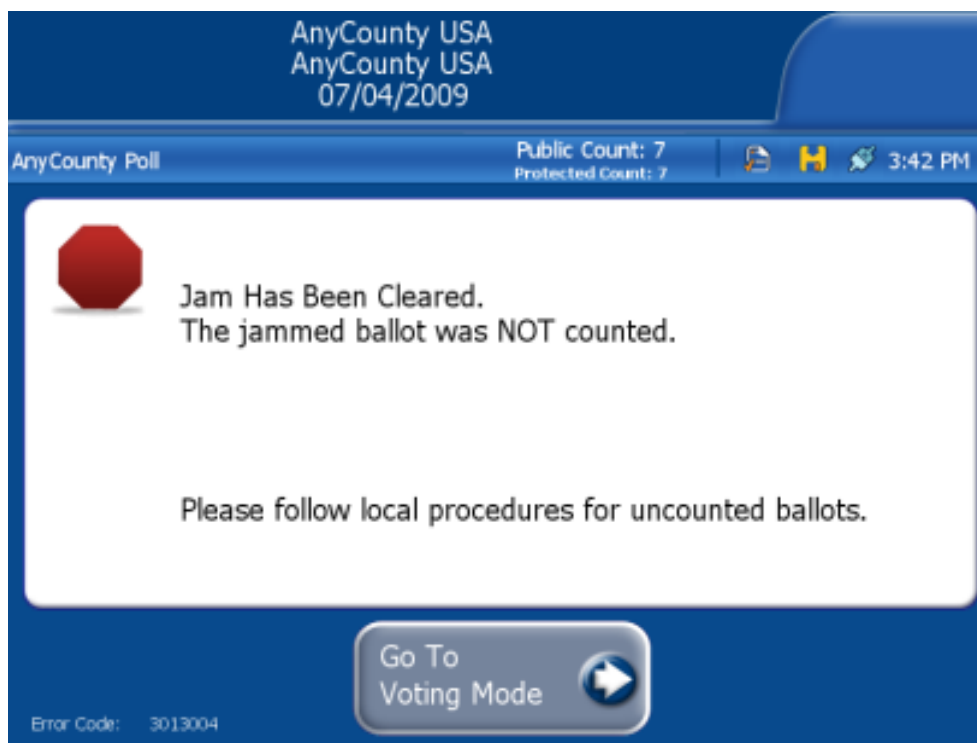 AnyCounty USA
AnyCounty USA
07/04/2009
AnyCounty Poll
Public Count: 7
Protected Count: 7
3:42 PM
Jam Has Been Cleared.
The jammed ballot was NOT counted.
Please follow local procedures for uncounted ballots.
Go To
Voting Mode
Error Code: 3013004